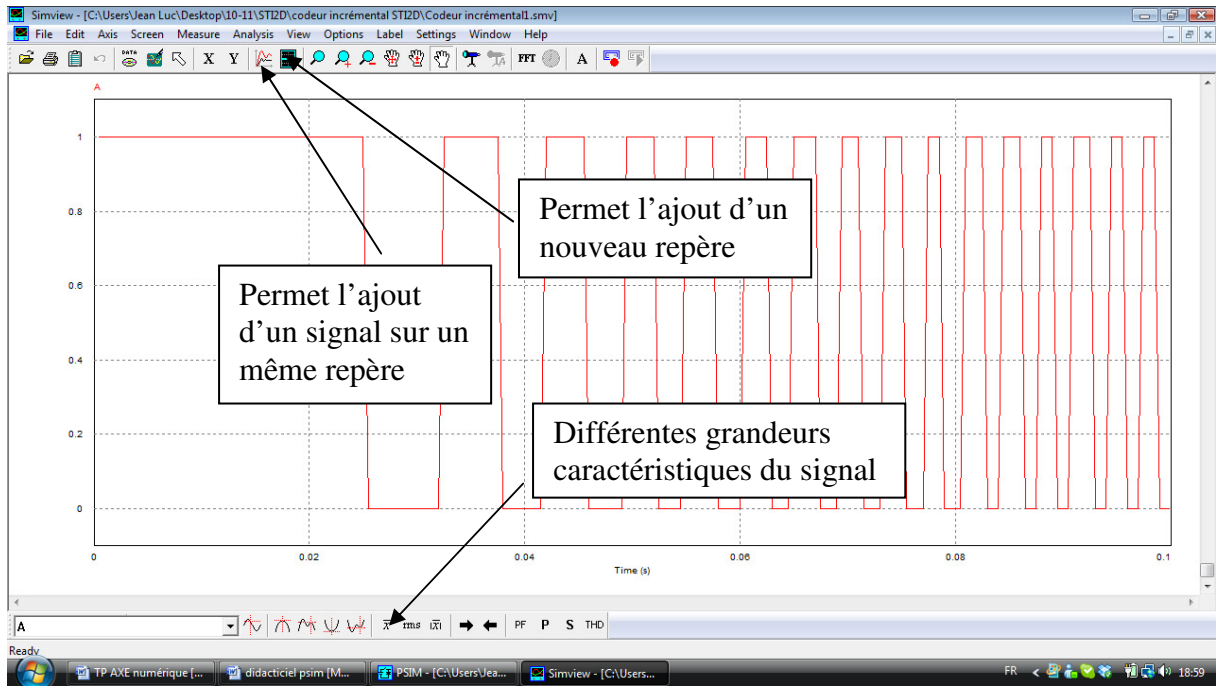 Simview - [C:\Users\Jean Luc\Desktop\10-11\STI2D\codeur incrémental STI2D\Codeur incrémental1.smv]
File Edit Axis Screen Measure Analysis View Options Label Settings Window Help
DATA X Y FFT A
A
1
0.8
0.6
0.4
0.2
0
Permet l'ajout d'un
nouveau repère
Permet l'ajout
d'un signal sur un
même repère
Différentes grandeurs
caractéristiques du signal
0 0.02 0.04 0.06 0.08 0.1
Time (s)
A x rms |x| PF P S THD
Ready
TP AXE numérique [... didacticiel psim [M... PSIM - [C:\Users\Jea... Simview - [C:\Users... FR 18:59